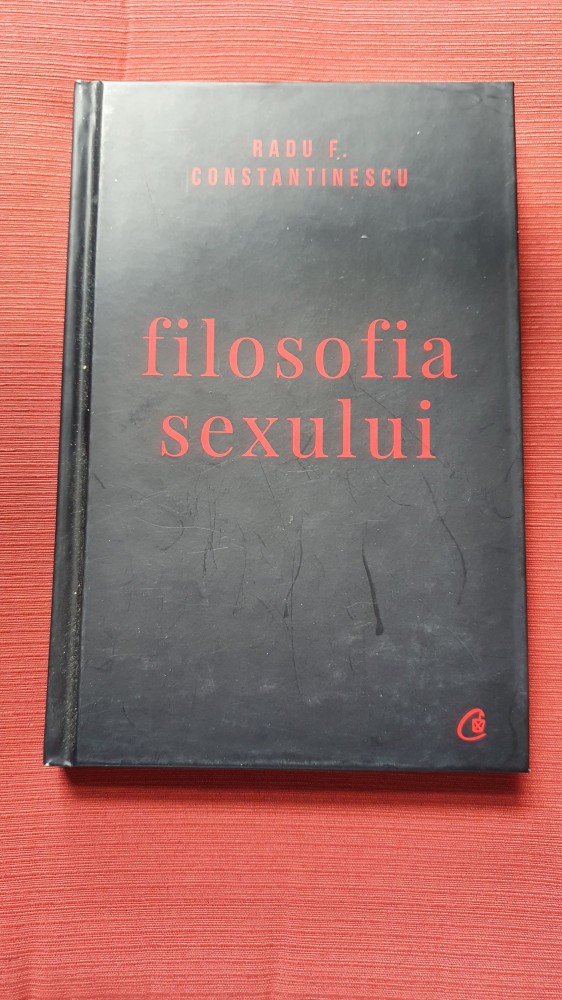 RADU F.
CONSTANTINESCU
filosofia
sexului